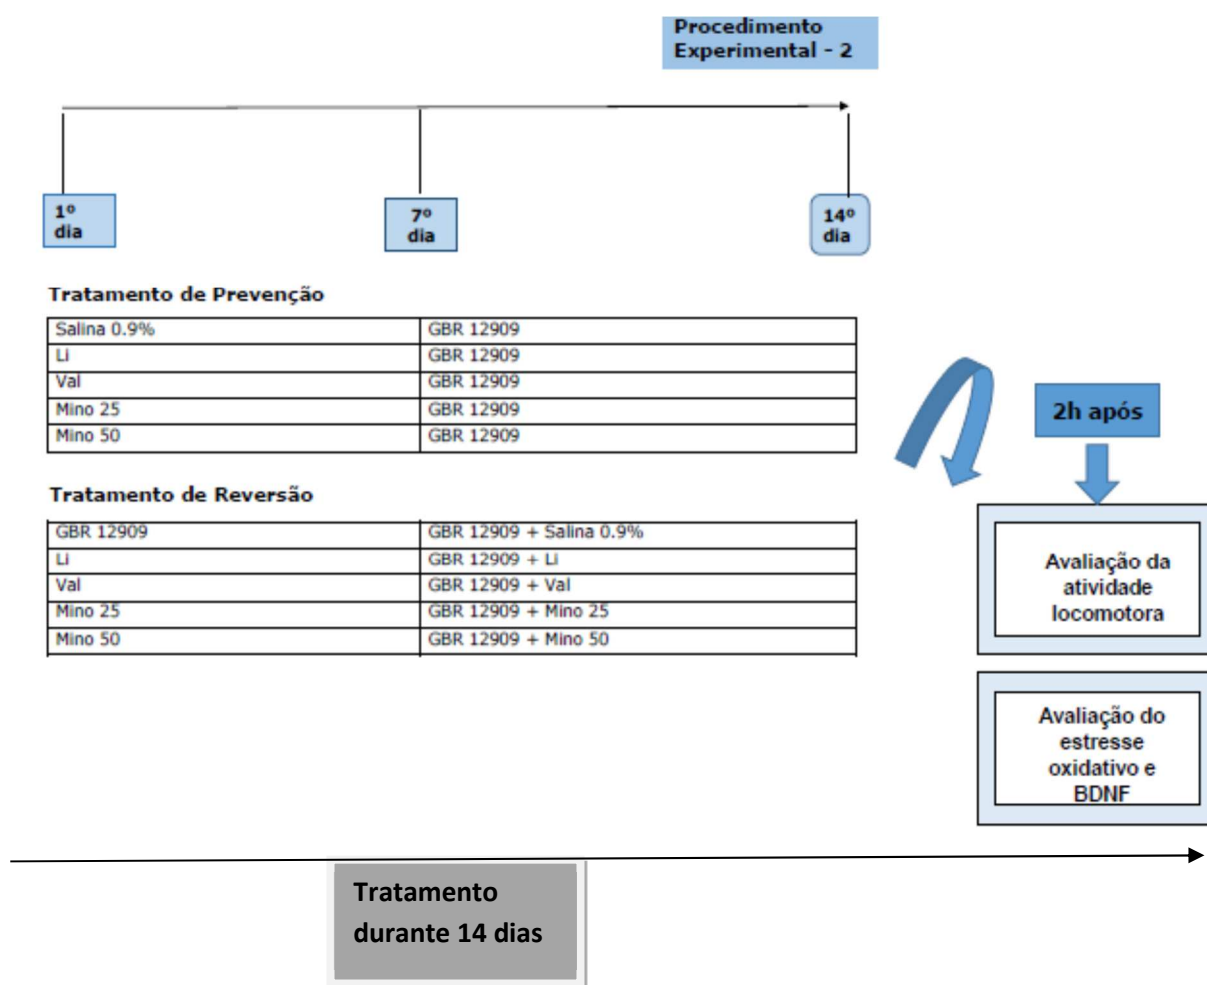 Procedimento
Experimental - 2
1º
dia
7º
dia
14º
dia
Tratamento de Prevenção
Salina 0.9% GBR 12909
Li GBR 12909
Val GBR 12909
Mino 25 GBR 12909
Mino 50 GBR 12909
2h após
Tratamento de Reversão
GBR 12909 GBR 12909 + Salina 0.9%
Li GBR 12909 + Li
Val GBR 12909 + Val
Mino 25 GBR 12909 + Mino 25
Mino 50 GBR 12909 + Mino 50
Avaliação da
atividade
locomotora
Avaliação do
estresse
oxidativo e
BDNF
Tratamento
durante 14 dias